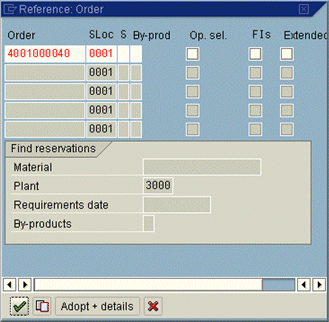 Reference: Order
Order SLoc S By-prod Op. sel. FIs Extended
4001000040 0001
0001
0001
0001
0001
Find reservations
Material
Plant 3000
Requirements date
By-products
Adopt + details